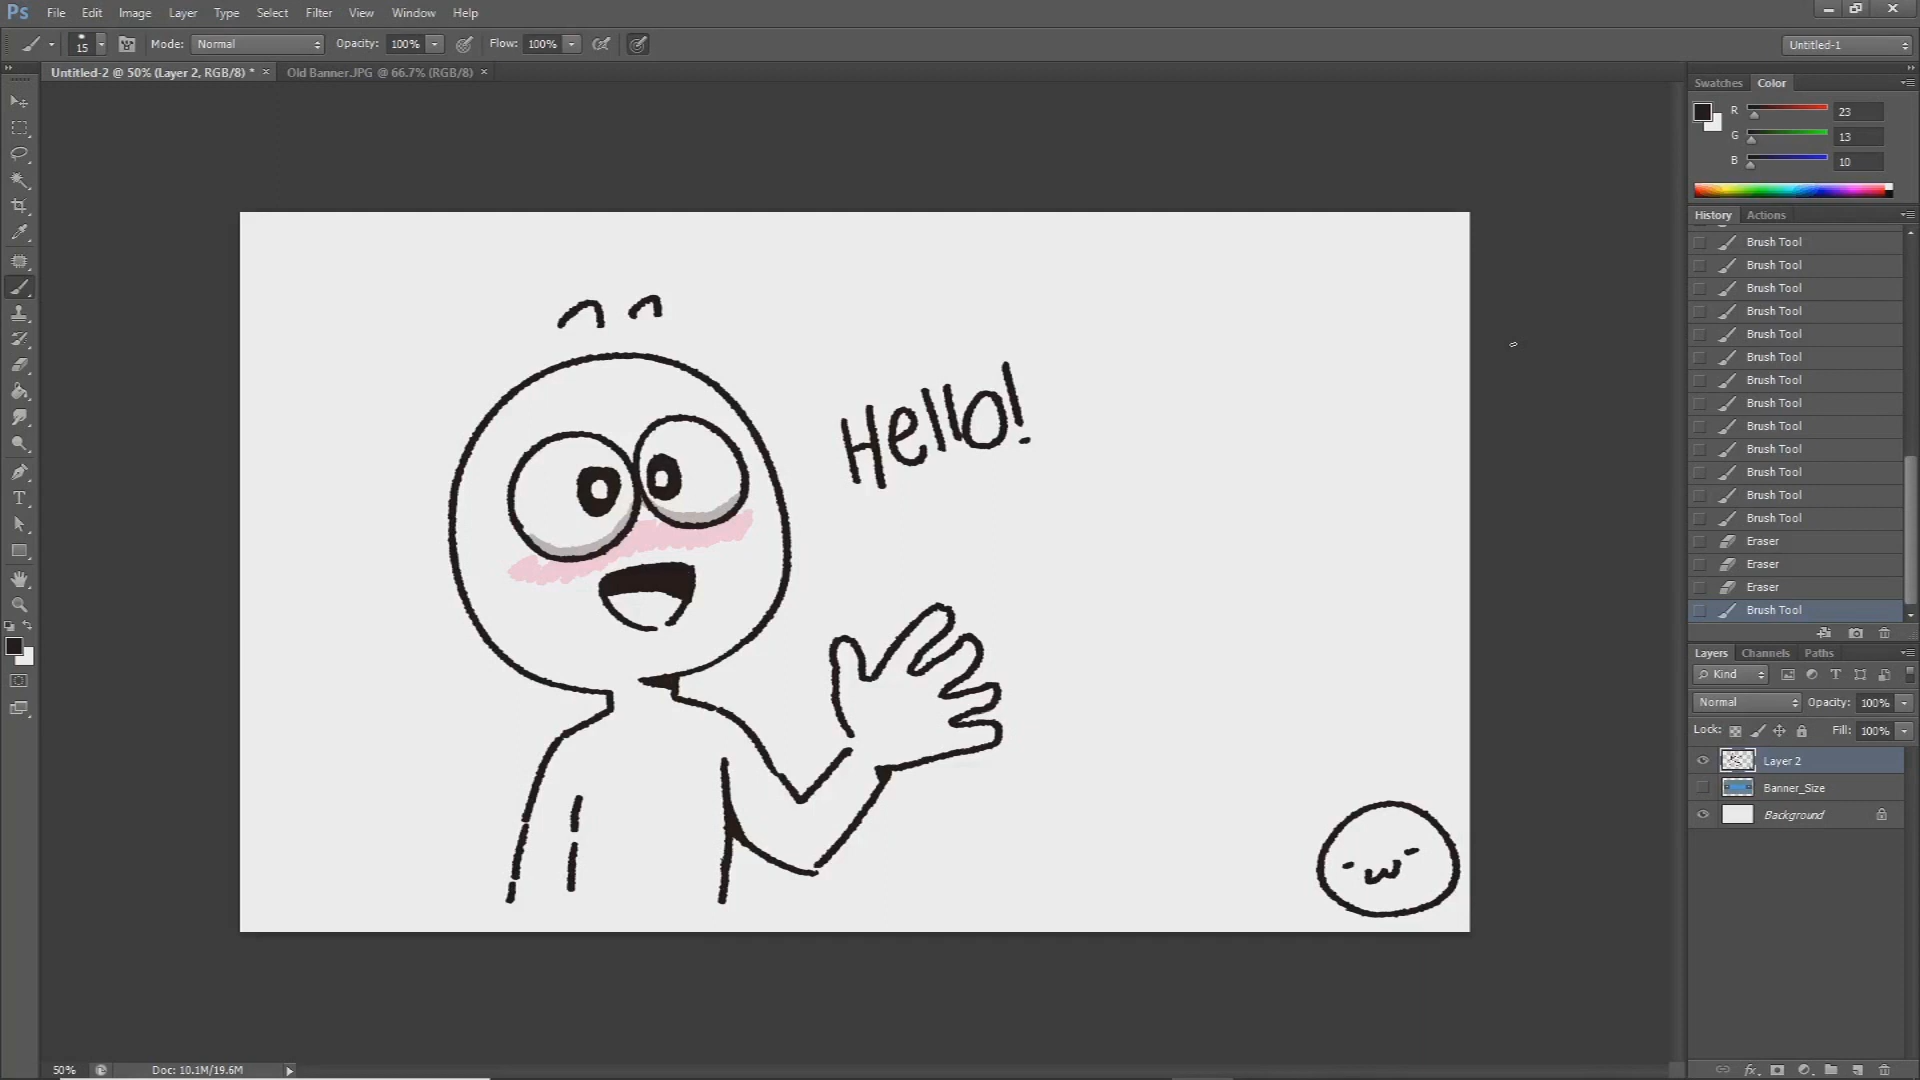 Ps File Edit Image Layer Type Select Filter View Window Help
15 Mode: Normal Opacity: 100% Flow: 100% Untitled-1
Untitled-2 @ 50% (Layer 2, RGB/8) * × Old Banner.JPG @ 66.7% (RGB/8) ×
Swatches Color
R 23
G 13
B 10
History Actions
Brush Tool
Brush Tool
Brush Tool
Brush Tool
Brush Tool
Brush Tool
Brush Tool
Brush Tool
Brush Tool
Brush Tool
Brush Tool
Brush Tool
Brush Tool
Eraser
Eraser
Eraser
Brush Tool
Hello!
Layers Channels Paths
Kind
Normal Opacity: 100%
Lock: Fill: 100%
Layer 2
Banner_Size
Background
50% Doc: 10.1M/19.6M
fx